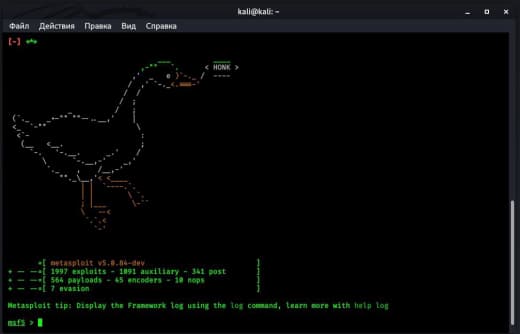 kali@kali: ~
Файл Действия Правка Вид Справка
[-] ***
< HONK >
=[ metasploit v5.0.84-dev ]
+ -- --=[ 1997 exploits - 1091 auxiliary - 341 post ]
+ -- --=[ 564 payloads - 45 encoders - 10 nops ]
+ -- --=[ 7 evasion ]
Metasploit tip: Display the Framework log using the log command, learn more with help log
msf5 >